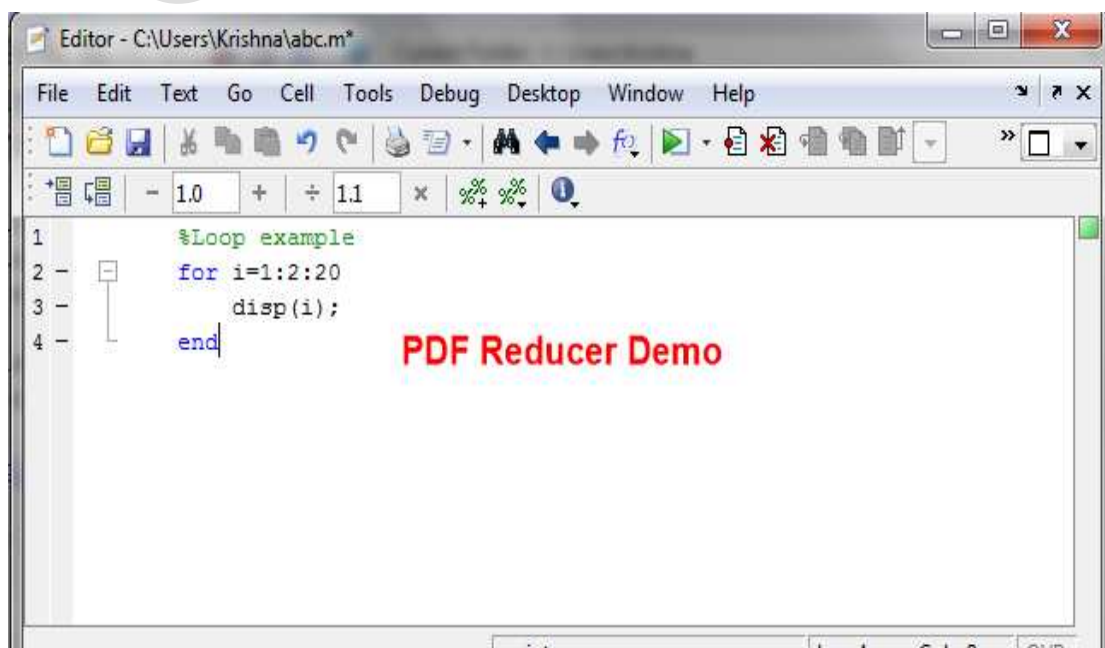 Editor - C:\Users\Krishna\abc.m*
File Edit Text Go Cell Tools Debug Desktop Window Help
- 1.0 + ÷ 1.1 ×
1 %Loop example
2 - for i=1:2:20
3 - disp(i);
4 - end
PDF Reducer Demo